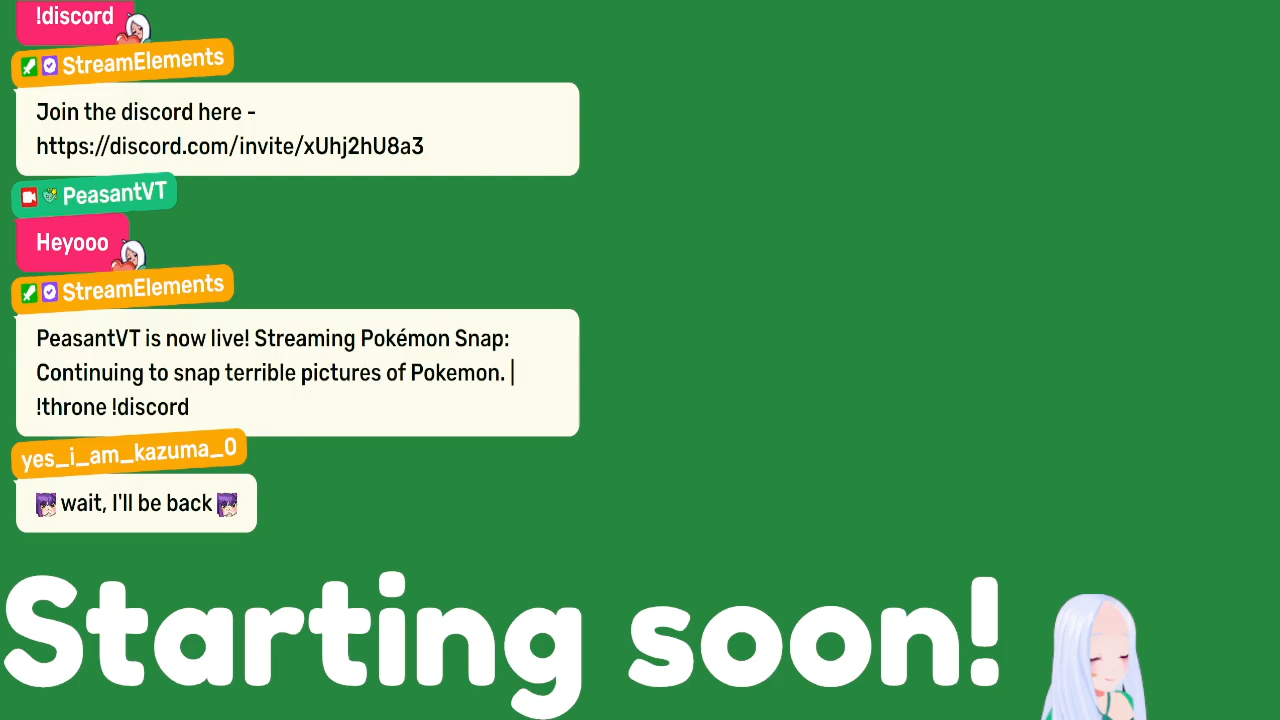 !discord
StreamElements
Join the discord here -
https://discord.com/invite/xUhj2hU8a3
PeasantVT
Heyooo
StreamElements
PeasantVT is now live! Streaming Pokémon Snap:
Continuing to snap terrible pictures of Pokemon. |
!throne !discord
yes_i_am_kazuma_0
wait, I'll be back
Starting soon!